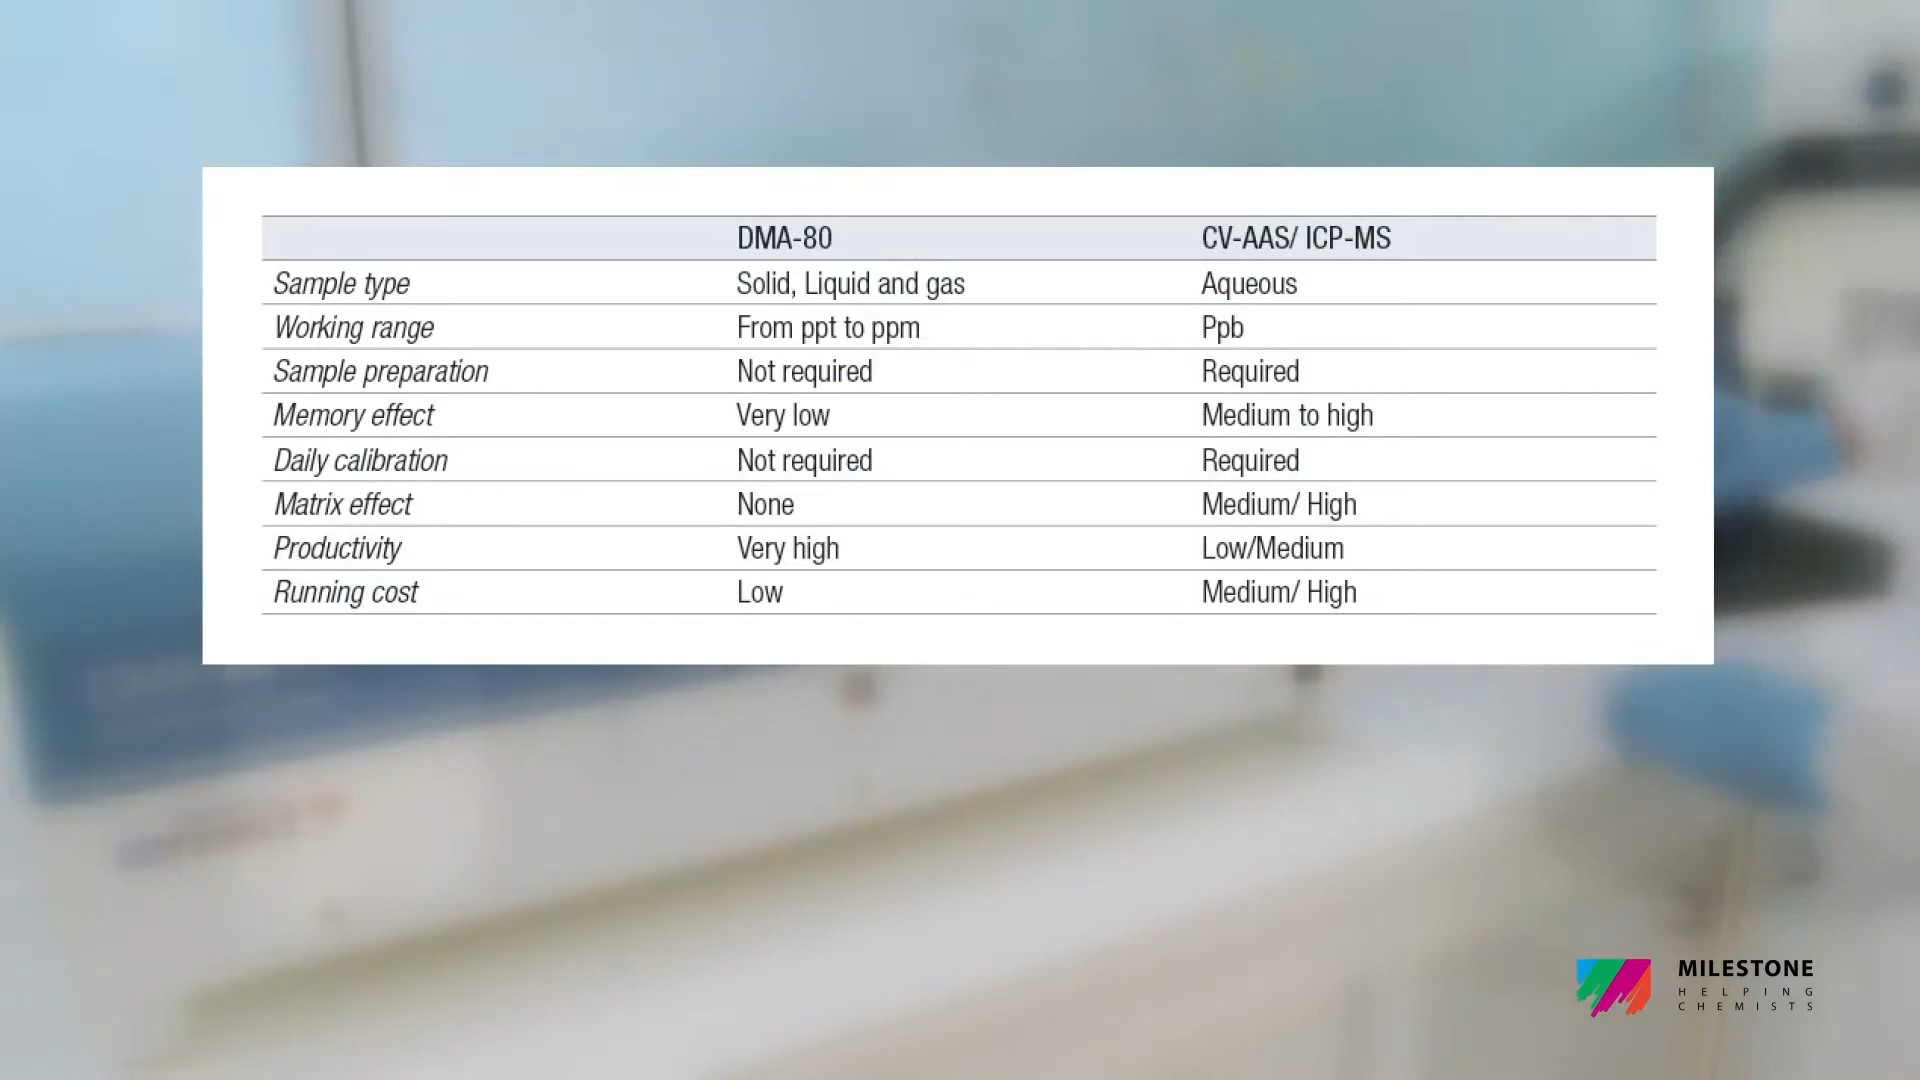 DMA-80 CV-AAS/ ICP-MS
Sample type Solid, Liquid and gas Aqueous
Working range From ppt to ppm Ppb
Sample preparation Not required Required
Memory effect Very low Medium to high
Daily calibration Not required Required
Matrix effect None Medium/ High
Productivity Very high Low/Medium
Running cost Low Medium/ High
MILESTONE
HELPING
CHEMISTS